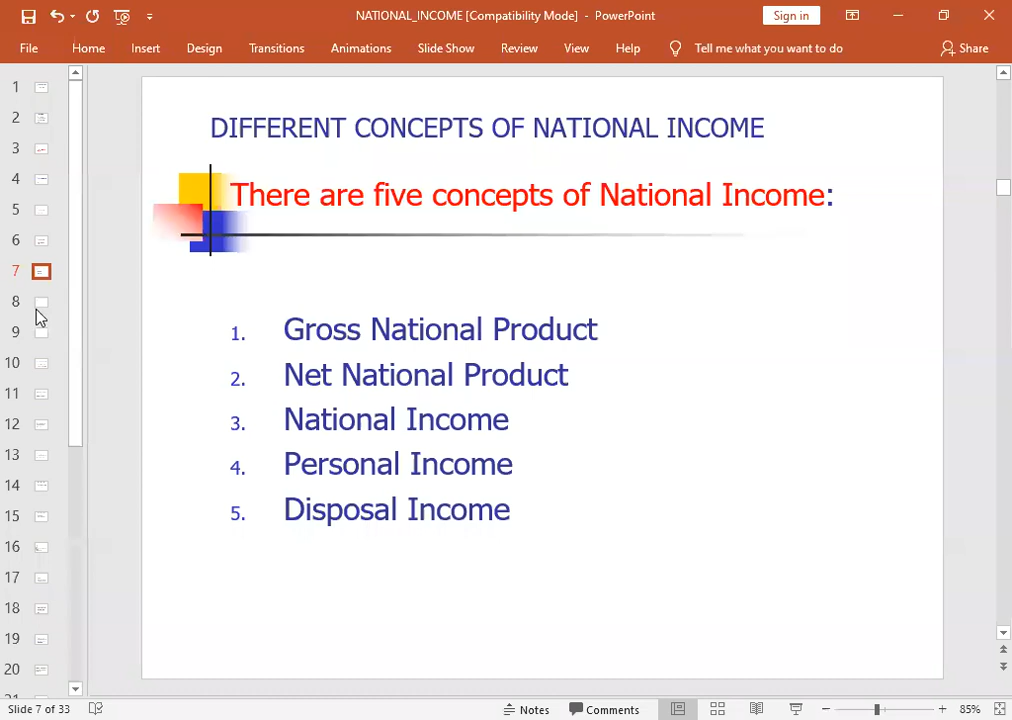 NATIONAL_INCOME [Compatibility Mode] - PowerPoint
Sign in
File Home Insert Design Transitions Animations Slide Show Review View Help Tell me what you want to do Share
1
2
3
4
5
6
7
8
9
10
11
12
13
14
15
16
17
18
19
20
DIFFERENT CONCEPTS OF NATIONAL INCOME
There are five concepts of National Income:
1. Gross National Product
2. Net National Product
3. National Income
4. Personal Income
5. Disposal Income
Slide 7 of 33 Notes Comments 85%